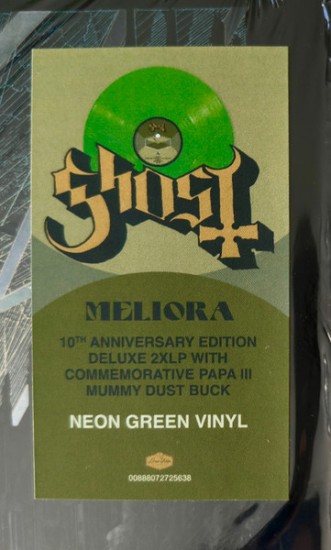 Ghost
MELIORA
10TH ANNIVERSARY EDITION
DELUXE 2XLP WITH
COMMEMORATIVE PAPA III
MUMMY DUST BUCK
NEON GREEN VINYL
00888072725638